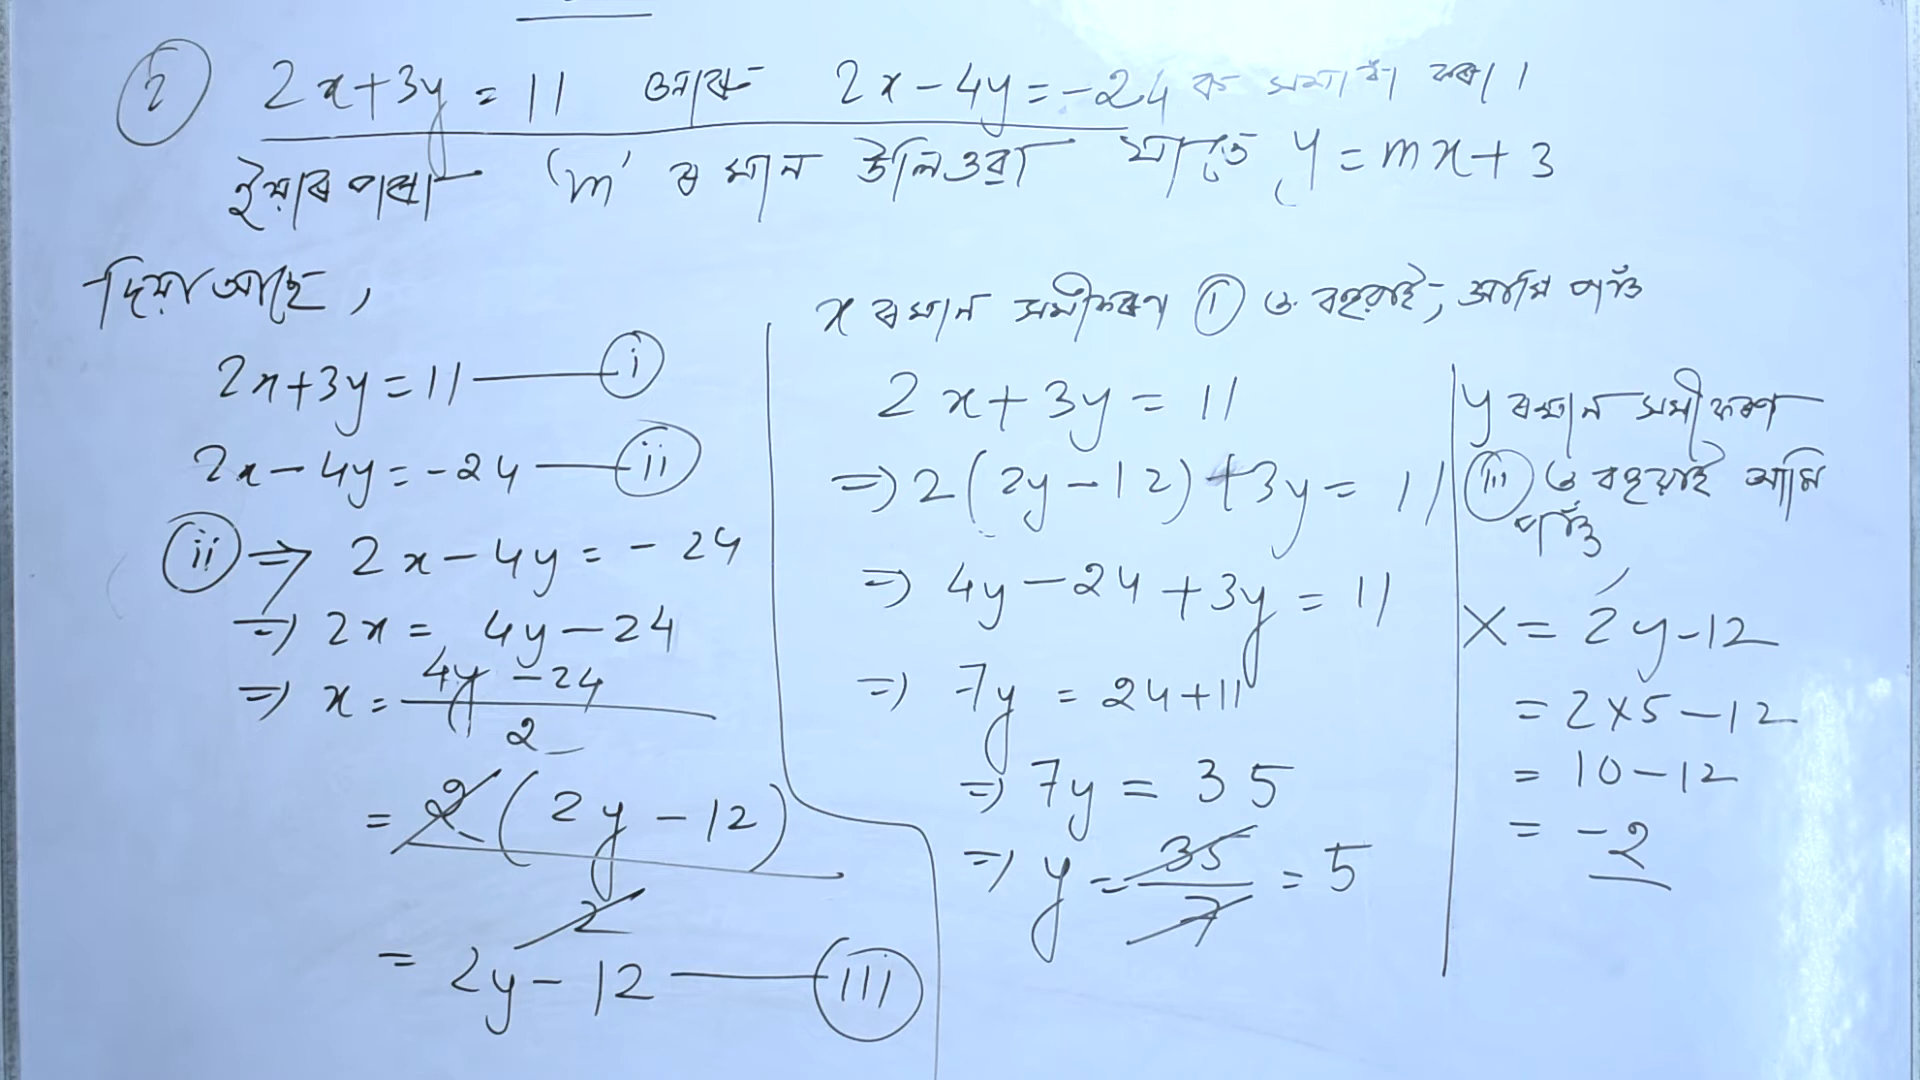 2 2x+3y=11 আৰু 2x-4y=-24 ক সমাধান কৰা।
ইয়াৰ পৰা 'm' ৰ মান উলিওৱা যাতে y=mx+3
দিয়া আছে,
2x+3y=11 — i
2x-4y=-24 — ii
ii ⇒ 2x-4y=-24
⇒ 2x= 4y-24
⇒ x= 4y-24
2
= 2(2y-12)
2
= 2y-12 — iii
x ৰ মান সমীকৰণ i ত বহুৱাই, আমি পাওঁ
2x+3y=11
⇒ 2(2y-12)+3y=11
⇒ 4y-24+3y=11
⇒ 7y=24+11
⇒ 7y=35
⇒ y= 35/7 =5
y ৰ মান সমীকৰণ
iii ত বহুৱাই আমি
পাওঁ
x=2y-12
=2×5-12
=10-12
=-2